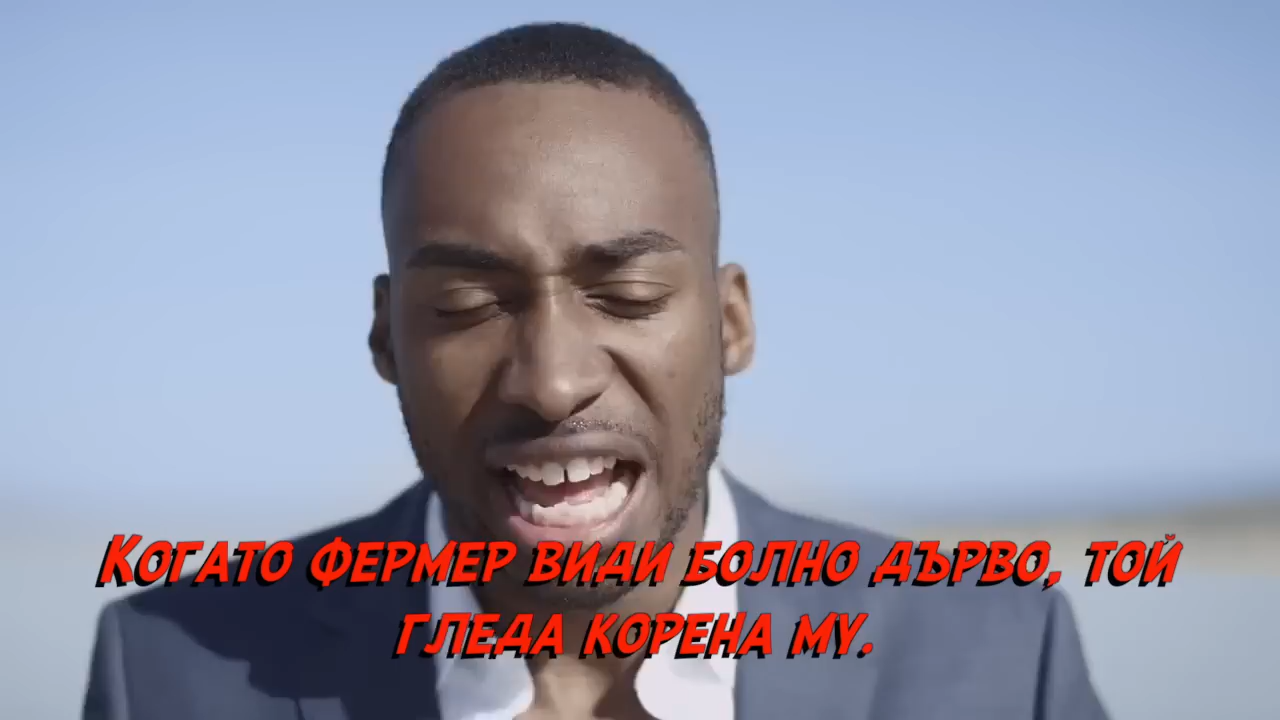 Когато фермер види болно дърво, той
гледа корена му.